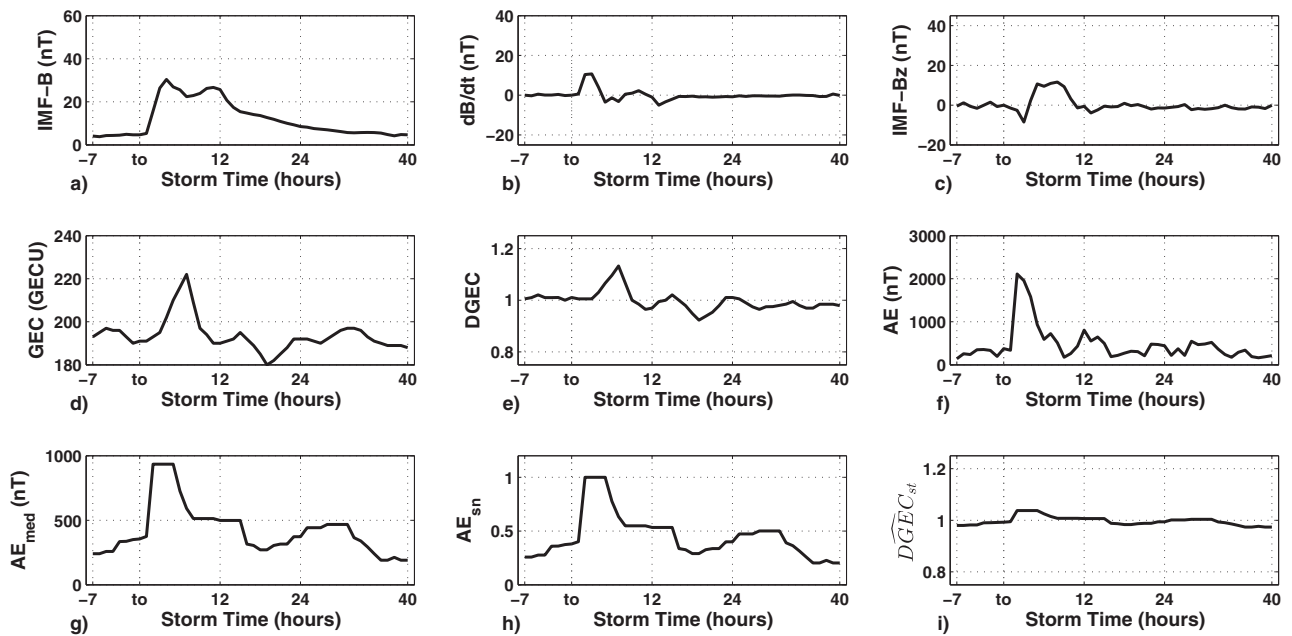 IMF-B (nT)
60
40
20
0
−7 to 12 24 40
Storm Time (hours)
a)
dB/dt (nT)
40
20
0
−20
−7 to 12 24 40
Storm Time (hours)
b)
IMF-Bz (nT)
40
20
0
−20
−7 to 12 24 40
Storm Time (hours)
c)
GEC (GECU)
240
220
200
180
−7 to 12 24 40
Storm Time (hours)
d)
DGEC
1.2
1
0.8
−7 to 12 24 40
Storm Time (hours)
e)
AE (nT)
3000
2000
1000
0
−7 to 12 24 40
Storm Time (hours)
f)
AEmed (nT)
1000
500
0
−7 to 12 24 40
Storm Time (hours)
g)
AEsn
1
0.5
0
−7 to 12 24 40
Storm Time (hours)
h)
\widehat{DGEC}_{st}
1.2
1
0.8
−7 to 12 24 40
Storm Time (hours)
i)